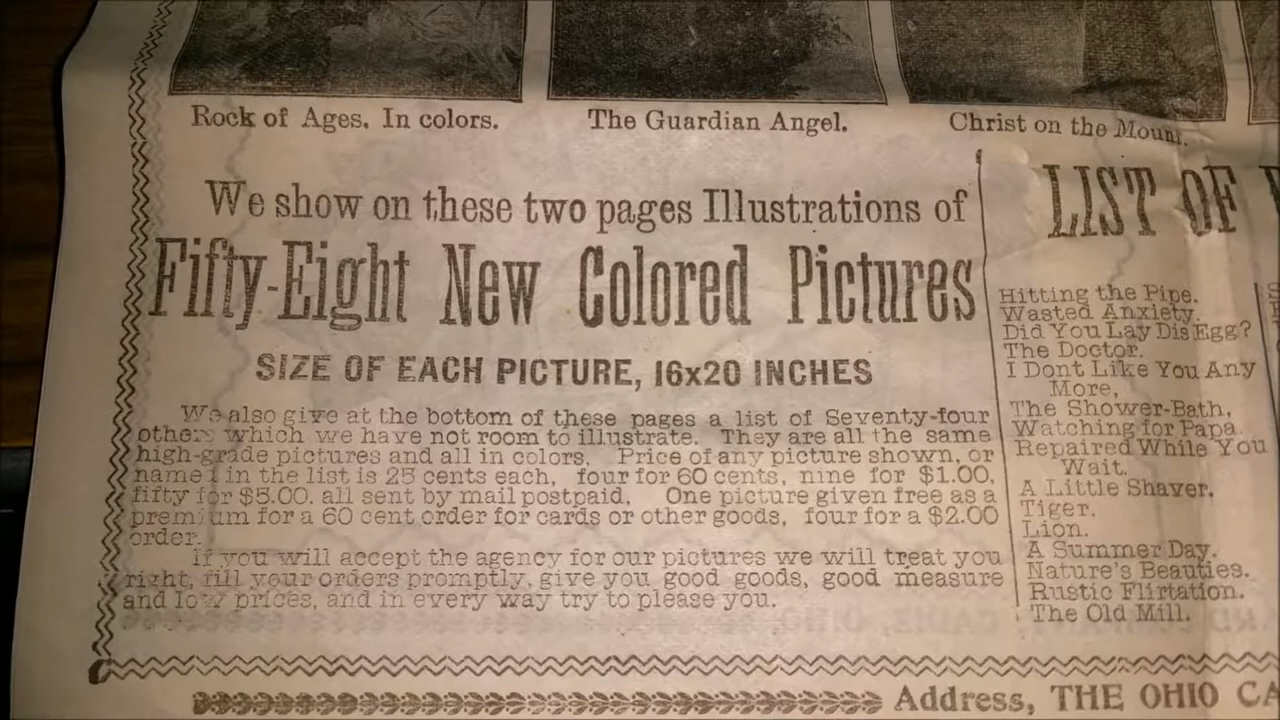 Rock of Ages. In colors.
The Guardian Angel.
Christ on the Mount.
We show on these two pages Illustrations of
Fifty-Eight New Colored Pictures
SIZE OF EACH PICTURE, 16x20 INCHES
We also give at the bottom of these pages a list of Seventy-four
others which we have not room to illustrate. They are all the same
high-grade pictures and all in colors. Price of any picture shown, or
named in the list is 25 cents each, four for 60 cents, nine for $1.00,
fifty for $5.00. all sent by mail postpaid. One picture given free as a
premium for a 60 cent order for cards or other goods, four for a $2.00
order.
If you will accept the agency for our pictures we will treat you
right, fill your orders promptly, give you good goods, good measure
and low prices, and in every way try to please you.
LIST OF
Hitting the Pipe.
Wasted Anxiety.
Did You Lay Dis Egg?
The Doctor.
I Dont Like You Any
More,
The Shower-Bath,
Watching for Papa.
Repaired While You
Wait.
A Little Shaver.
Tiger.
Lion.
A Summer Day.
Nature's Beauties.
Rustic Flirtation.
The Old Mill.
Address, THE OHIO CA